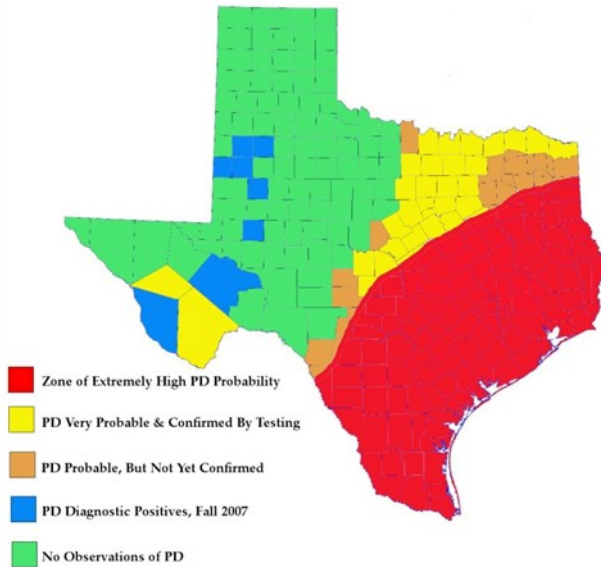 Zone of Extremely High PD Probability
PD Very Probable & Confirmed By Testing
PD Probable, But Not Yet Confirmed
PD Diagnostic Positives, Fall 2007
No Observations of PD